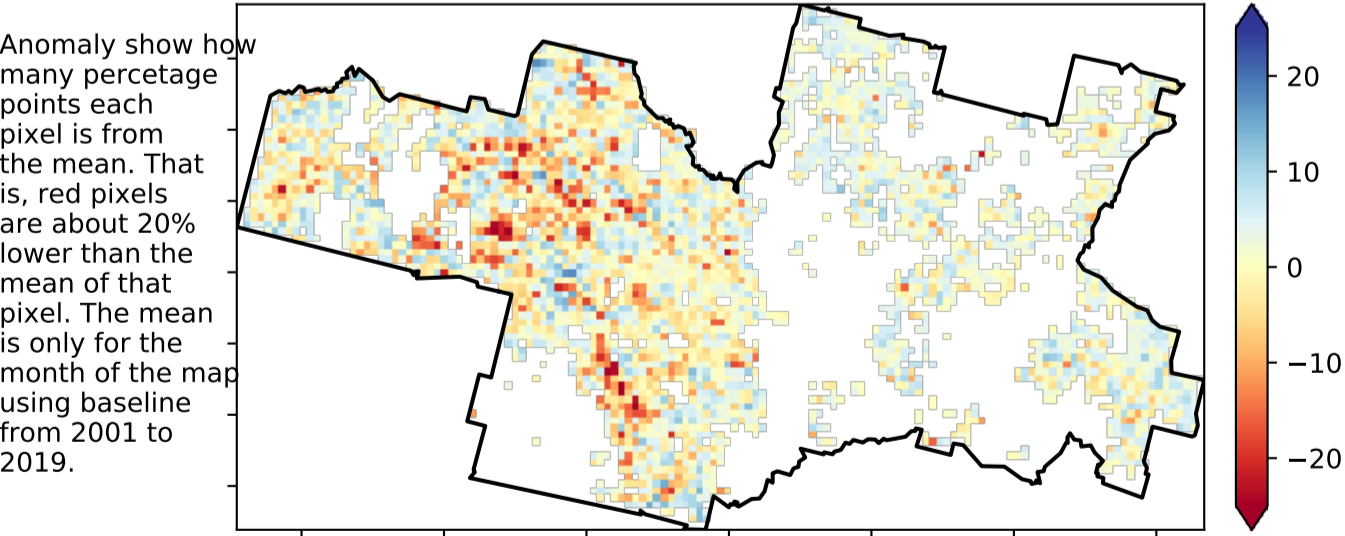 Anomaly show how
many percetage
points each
pixel is from
the mean. That
is, red pixels
are about 20%
lower than the
mean of that
pixel. The mean
is only for the
month of the map
using baseline
from 2001 to
2019.
20
10
0
−10
−20